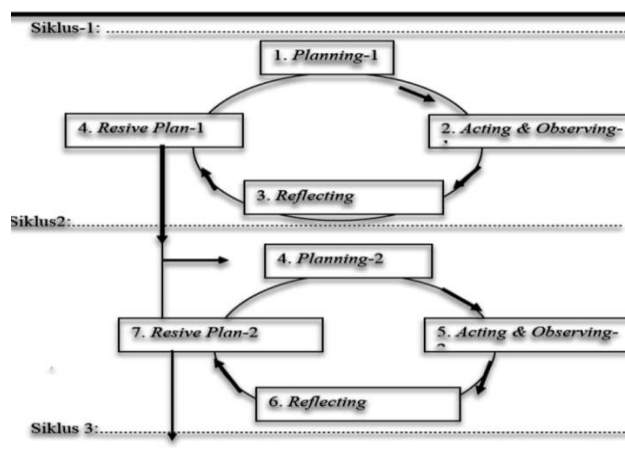 Siklus-1: ........................................................
1. Planning-1
4. Resive Plan-1
2. Acting & Observing-
3. Reflecting
Siklus2: ........................................................
4. Planning-2
7. Resive Plan-2
5. Acting & Observing-
6. Reflecting
Siklus 3: ........................................................